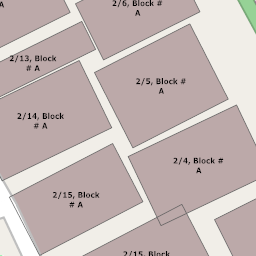 A
2/6, Block #
A
2/13, Block
# A
2/5, Block #
A
2/14, Block
# A
2/4, Block #
A
2/15, Block
# A
2/15, Block